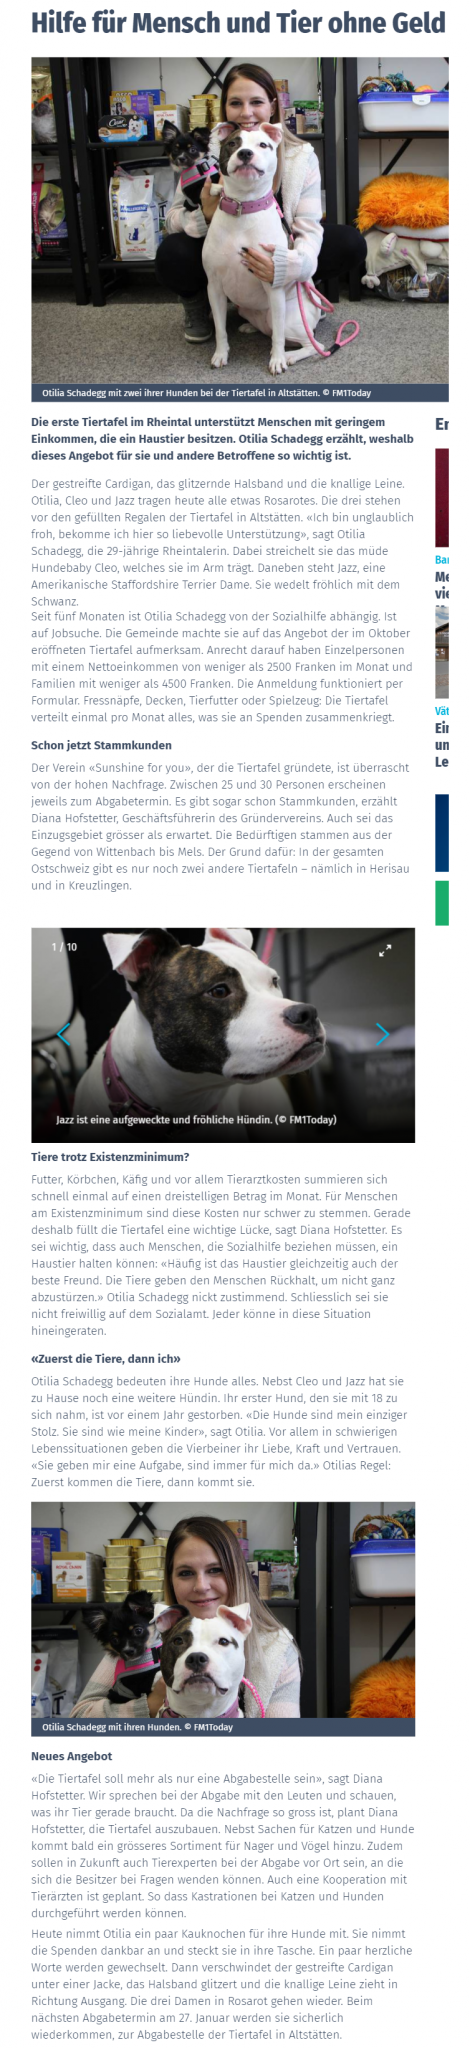 Hilfe für Mensch und Tier ohne Geld
Otilia Schadegg mit zwei ihrer Hunden bei der Tiertafel in Altstätten. © FM1Today
Die erste Tiertafel im Rheintal unterstützt Menschen mit geringem
Einkommen, die ein Haustier besitzen. Otilia Schadegg erzählt, weshalb
dieses Angebot für sie und andere Betroffene so wichtig ist.
Der gestreifte Cardigan, das glitzernde Halsband und die knallige Leine.
Otilia, Cleo und Jazz tragen heute alle etwas Rosarotes. Die drei stehen
vor den gefüllten Regalen der Tiertafel in Altstätten. «Ich bin unglaublich
froh, bekomme ich hier so liebevolle Unterstützung», sagt Otilia
Schadegg, die 29-jährige Rheintalerin. Dabei streichelt sie das müde
Hundebaby Cleo, welches sie im Arm trägt. Daneben steht Jazz, eine
Amerikanische Staffordshire Terrier Dame. Sie wedelt fröhlich mit dem
Schwanz.
Seit fünf Monaten ist Otilia Schadegg von der Sozialhilfe abhängig. Ist
auf Jobsuche. Die Gemeinde machte sie auf das Angebot der im Oktober
eröffneten Tiertafel aufmerksam. Anrecht darauf haben Einzelpersonen
mit einem Nettoeinkommen von weniger als 2500 Franken im Monat und
Familien mit weniger als 4500 Franken. Die Anmeldung funktioniert per
Formular. Fressnäpfe, Decken, Tierfutter oder Spielzeug: Die Tiertafel
verteilt einmal pro Monat alles, was sie an Spenden zusammenkriegt.
Schon jetzt Stammkunden
Der Verein «Sunshine for you», der die Tiertafel gründete, ist überrascht
von der hohen Nachfrage. Zwischen 25 und 30 Personen erscheinen
jeweils zum Abgabetermin. Es gibt sogar schon Stammkunden, erzählt
Diana Hofstetter, Geschäftsführerin des Gründervereins. Auch sei das
Einzugsgebiet grösser als erwartet. Die Bedürftigen stammen aus der
Gegend von Wittenbach bis Mels. Der Grund dafür: In der gesamten
Ostschweiz gibt es nur noch zwei andere Tiertafeln – nämlich in Herisau
und in Kreuzlingen.
1 / 10
Jazz ist eine aufgeweckte und fröhliche Hündin. (© FM1Today)
Tiere trotz Existenzminimum?
Futter, Körbchen, Käfig und vor allem Tierarztkosten summieren sich
schnell einmal auf einen dreistelligen Betrag im Monat. Für Menschen
am Existenzminimum sind diese Kosten nur schwer zu stemmen. Gerade
deshalb füllt die Tiertafel eine wichtige Lücke, sagt Diana Hofstetter. Es
sei wichtig, dass auch Menschen, die Sozialhilfe beziehen müssen, ein
Haustier halten können: «Häufig ist das Haustier gleichzeitig auch der
beste Freund. Die Tiere geben den Menschen Rückhalt, um nicht ganz
abzustürzen.» Otilia Schadegg nickt zustimmend. Schliesslich sei sie
nicht freiwillig auf dem Sozialamt. Jeder könne in diese Situation
hineingeraten.
«Zuerst die Tiere, dann ich»
Otilia Schadegg bedeuten ihre Hunde alles. Nebst Cleo und Jazz hat sie
zu Hause noch eine weitere Hündin. Ihr erster Hund, den sie mit 18 zu
sich nahm, ist vor einem Jahr gestorben. «Die Hunde sind mein einziger
Stolz. Sie sind wie meine Kinder», sagt Otilia. Vor allem in schwierigen
Lebenssituationen geben die Vierbeiner ihr Liebe, Kraft und Vertrauen.
«Sie geben mir eine Aufgabe, sind immer für mich da.» Otilias Regel:
Zuerst kommen die Tiere, dann kommt sie.
Otilia Schadegg mit ihren Hunden. © FM1Today
Neues Angebot
«Die Tiertafel soll mehr als nur eine Abgabestelle sein», sagt Diana
Hofstetter. Wir sprechen bei der Abgabe mit den Leuten und schauen,
was ihr Tier gerade braucht. Da die Nachfrage so gross ist, plant Diana
Hofstetter, die Tiertafel auszubauen. Nebst Sachen für Katzen und Hunde
kommt bald ein grösseres Sortiment für Nager und Vögel hinzu. Zudem
sollen in Zukunft auch Tierexperten bei der Abgabe vor Ort sein, an die
sich die Besitzer bei Fragen wenden können. Auch eine Kooperation mit
Tierärzten ist geplant. So dass Kastrationen bei Katzen und Hunden
durchgeführt werden können.
Heute nimmt Otilia ein paar Kauknochen für ihre Hunde mit. Sie nimmt
die Spenden dankbar an und steckt sie in ihre Tasche. Ein paar herzliche
Worte werden gewechselt. Dann verschwindet der gestreifte Cardigan
unter einer Jacke, das Halsband glitzert und die knallige Leine zieht in
Richtung Ausgang. Die drei Damen in Rosarot gehen wieder. Beim
nächsten Abgabetermin am 27. Januar werden sie sicherlich
wiederkommen, zur Abgabestelle der Tiertafel in Altstätten.